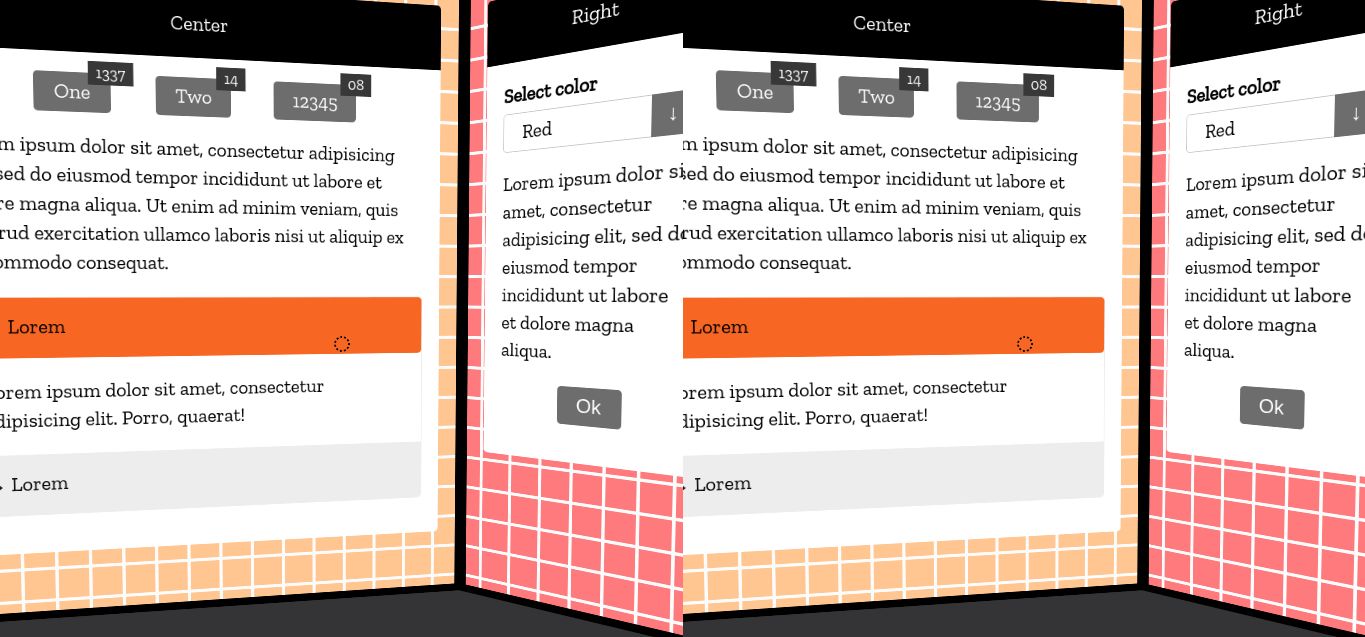 Center
1337
14
08
One
Two
12345
m ipsum dolor sit amet, consectetur adipisicing
sed do eiusmod tempor incididunt ut labore et
re magna aliqua. Ut enim ad minim veniam, quis
rud exercitation ullamco laboris nisi ut aliquip ex
ommodo consequat.
Lorem
orem ipsum dolor sit amet, consectetur
dipisicing elit. Porro, quaerat!
Lorem
Right
Select color
Red
↓
Lorem ipsum dolor si
amet, consectetur
adipisicing elit, sed do
eiusmod tempor
incididunt ut labore
et dolore magna
aliqua.
Ok
Center
1337
14
08
One
Two
12345
m ipsum dolor sit amet, consectetur adipisicing
sed do eiusmod tempor incididunt ut labore et
re magna aliqua. Ut enim ad minim veniam, quis
rud exercitation ullamco laboris nisi ut aliquip ex
ommodo consequat.
Lorem
orem ipsum dolor sit amet, consectetur
dipisicing elit. Porro, quaerat!
Lorem
Right
Select color
Red
↓
Lorem ipsum dolor si
amet, consectetur
adipisicing elit, sed do
eiusmod tempor
incididunt ut labore
et dolore magna
aliqua.
Ok